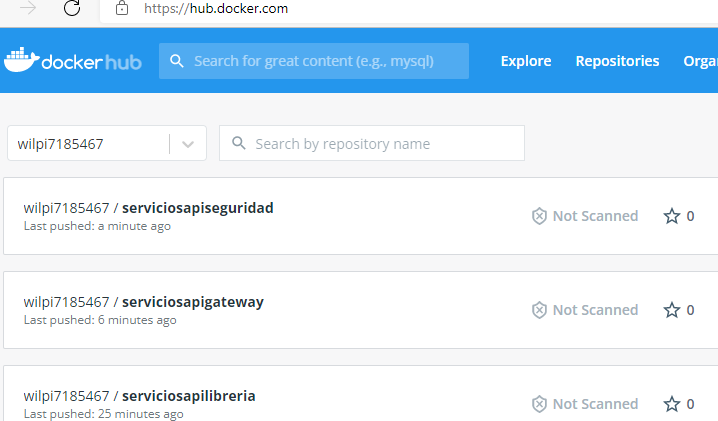 https://hub.docker.com
dockerhub
Search for great content (e.g., mysql)
Explore
Repositories
Orga
wilpi7185467
Search by repository name
wilpi7185467 / serviciosapiseguridad
Last pushed: a minute ago
Not Scanned
0
wilpi7185467 / serviciosapigateway
Last pushed: 6 minutes ago
Not Scanned
0
wilpi7185467 / serviciosapilibreria
Last pushed: 25 minutes ago
Not Scanned
0